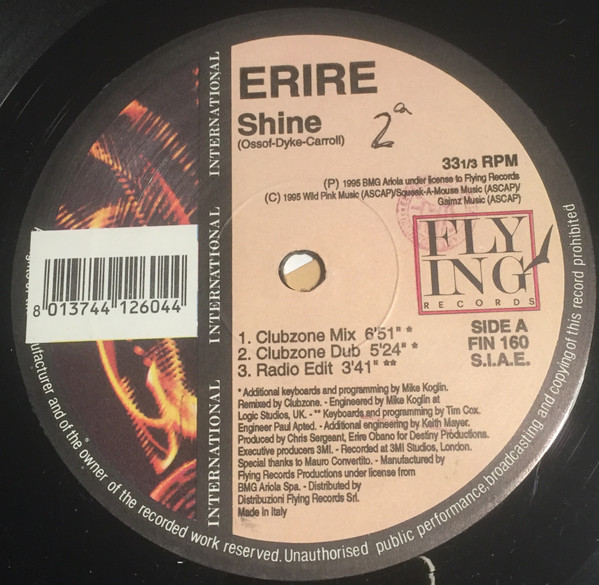 ERIRE
Shine
(Ossof-Dyke-Carroll)
2a
33 1/3 RPM
(P) 1995 BMG Ariola under license to Flying Records
(C) 1995 Wild Pink Music (ASCAP)/Squeak-A-Mouse Music (ASCAP)/
Gaimz Music (ASCAP)
FLY
ING
RECORDS
SIDE A
FIN 160
S.I.A.E.
1. Clubzone Mix 6'51" *
2. Clubzone Dub 5'24" *
3. Radio Edit 3'41" **
* Additional keyboards and programming by Mike Koglin.
Remixed by Clubzone. - Engineered by Mike Koglin at
Logic Studios, UK. - ** Keyboards and programming by Tim Cox.
Engineer Paul Apted. - Additional engineering by Keith Mayer.
Produced by Chris Sergeant, Erire Obano for Destiny Productions.
Executive producers 3MI. - Recorded at 3MI Studios, London.
Special thanks to Mauro Convertito. - Manufactured by
Flying Records Productions under license from
BMG Ariola Spa. - Distributed by
Distribuzioni Flying Records Srl.
Made in Italy
INTERNATIONAL
INTERNATIONAL
INTERNATIONAL
INTERNATIONAL
8 013744 126044
and of the owner of the recorded work reserved. Unauthorised public performance, broadcasting and copying of this record prohibited